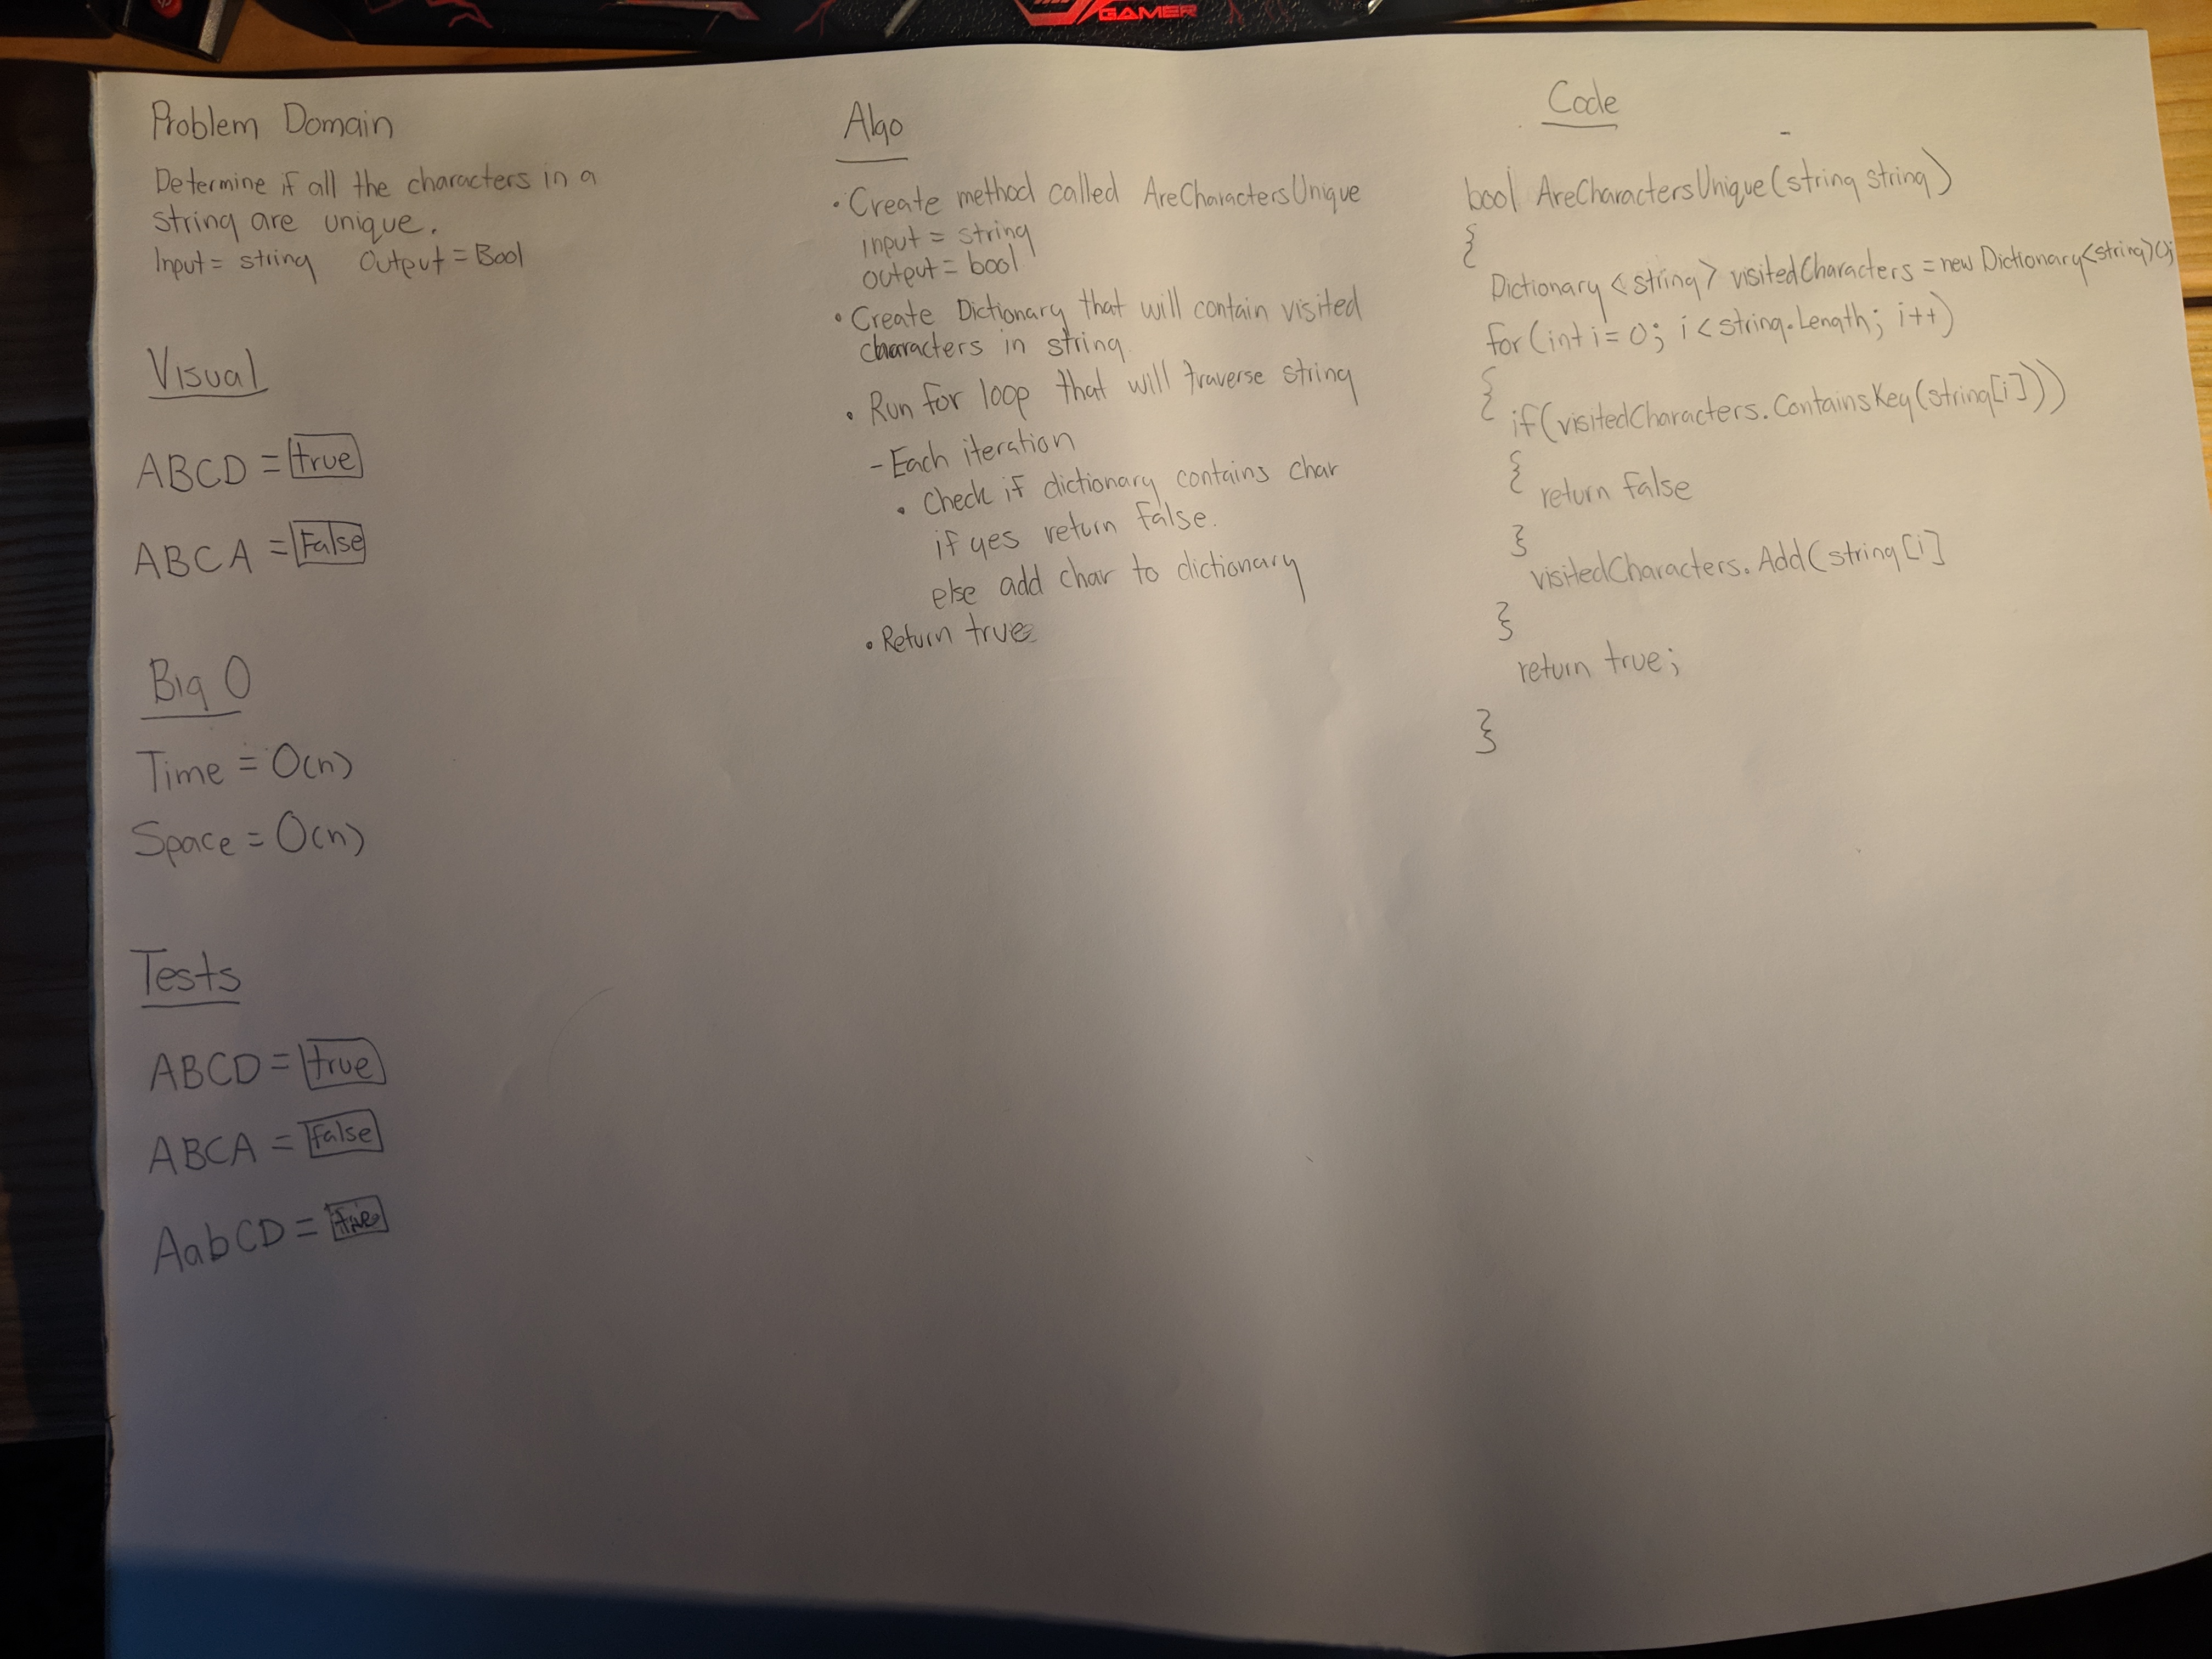 GAMER
Problem Domain
Determine if all the characters in a
string are unique.
Input = string Output = Bool
Visual
ABCD = true
ABCA = False
Big O
Time = O(n)
Space = O(n)
Tests
ABCD = true
ABCA = False
AabCD = true
Algo
• Create method called AreCharactersUnique
input = string
output = bool
• Create Dictionary that will contain visited
characters in string.
• Run for loop that will traverse string
- Each iteration
• Check if dictionary contains char
if yes return false.
else add char to dictionary
• Return true
Code
bool AreCharactersUnique(string string)
{
Dictionary <string> visitedCharacters = new Dictionary<string>();
for (int i = 0; i < string.Length; i++)
{
if(visitedCharacters.ContainsKey(string[i]))
{
return false
}
visitedCharacters.Add(string[i]
}
return true;
}